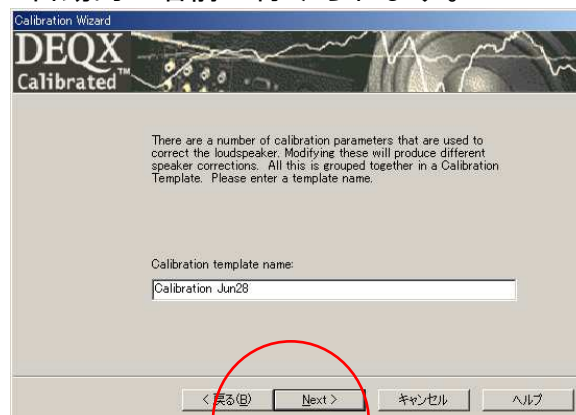 Calibration Wizard
DEQX
Calibrated™
There are a number of calibration parameters that are used to
correct the loudspeaker. Modifying these will produce different
speaker corrections. All this is grouped together in a Calibration
Template. Please enter a template name.
Calibration template name:
Calibration Jun28
< 戻る(B) Next > キャンセル ヘルプ